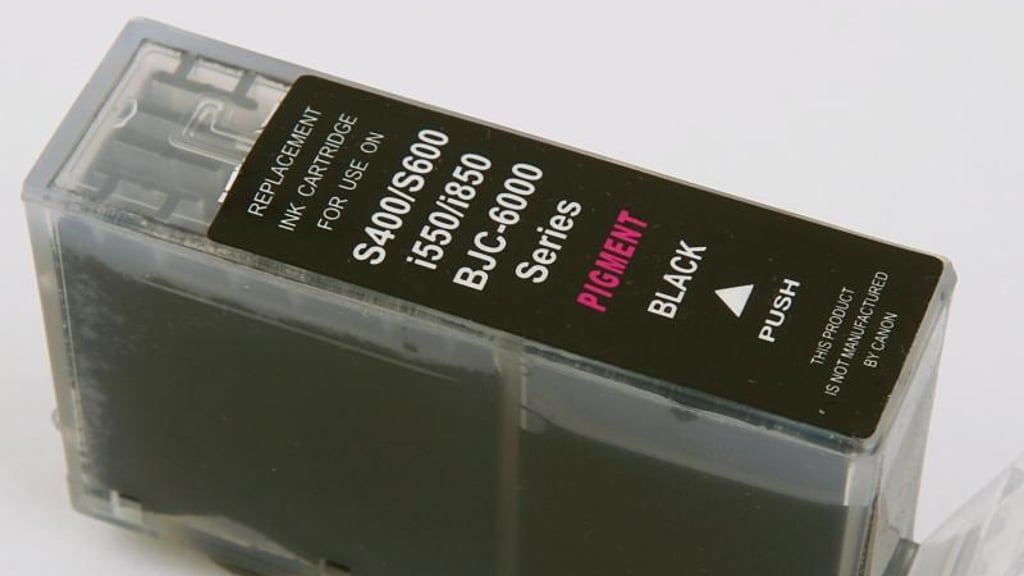 REPLACEMENT
INK CARTRIDGE
FOR USE ON
S400/S600
i550/i850
BJC-6000
Series
PIGMENT
BLACK
PUSH
THIS PRODUCT
IS NOT MANUFACTURED
BY CANON